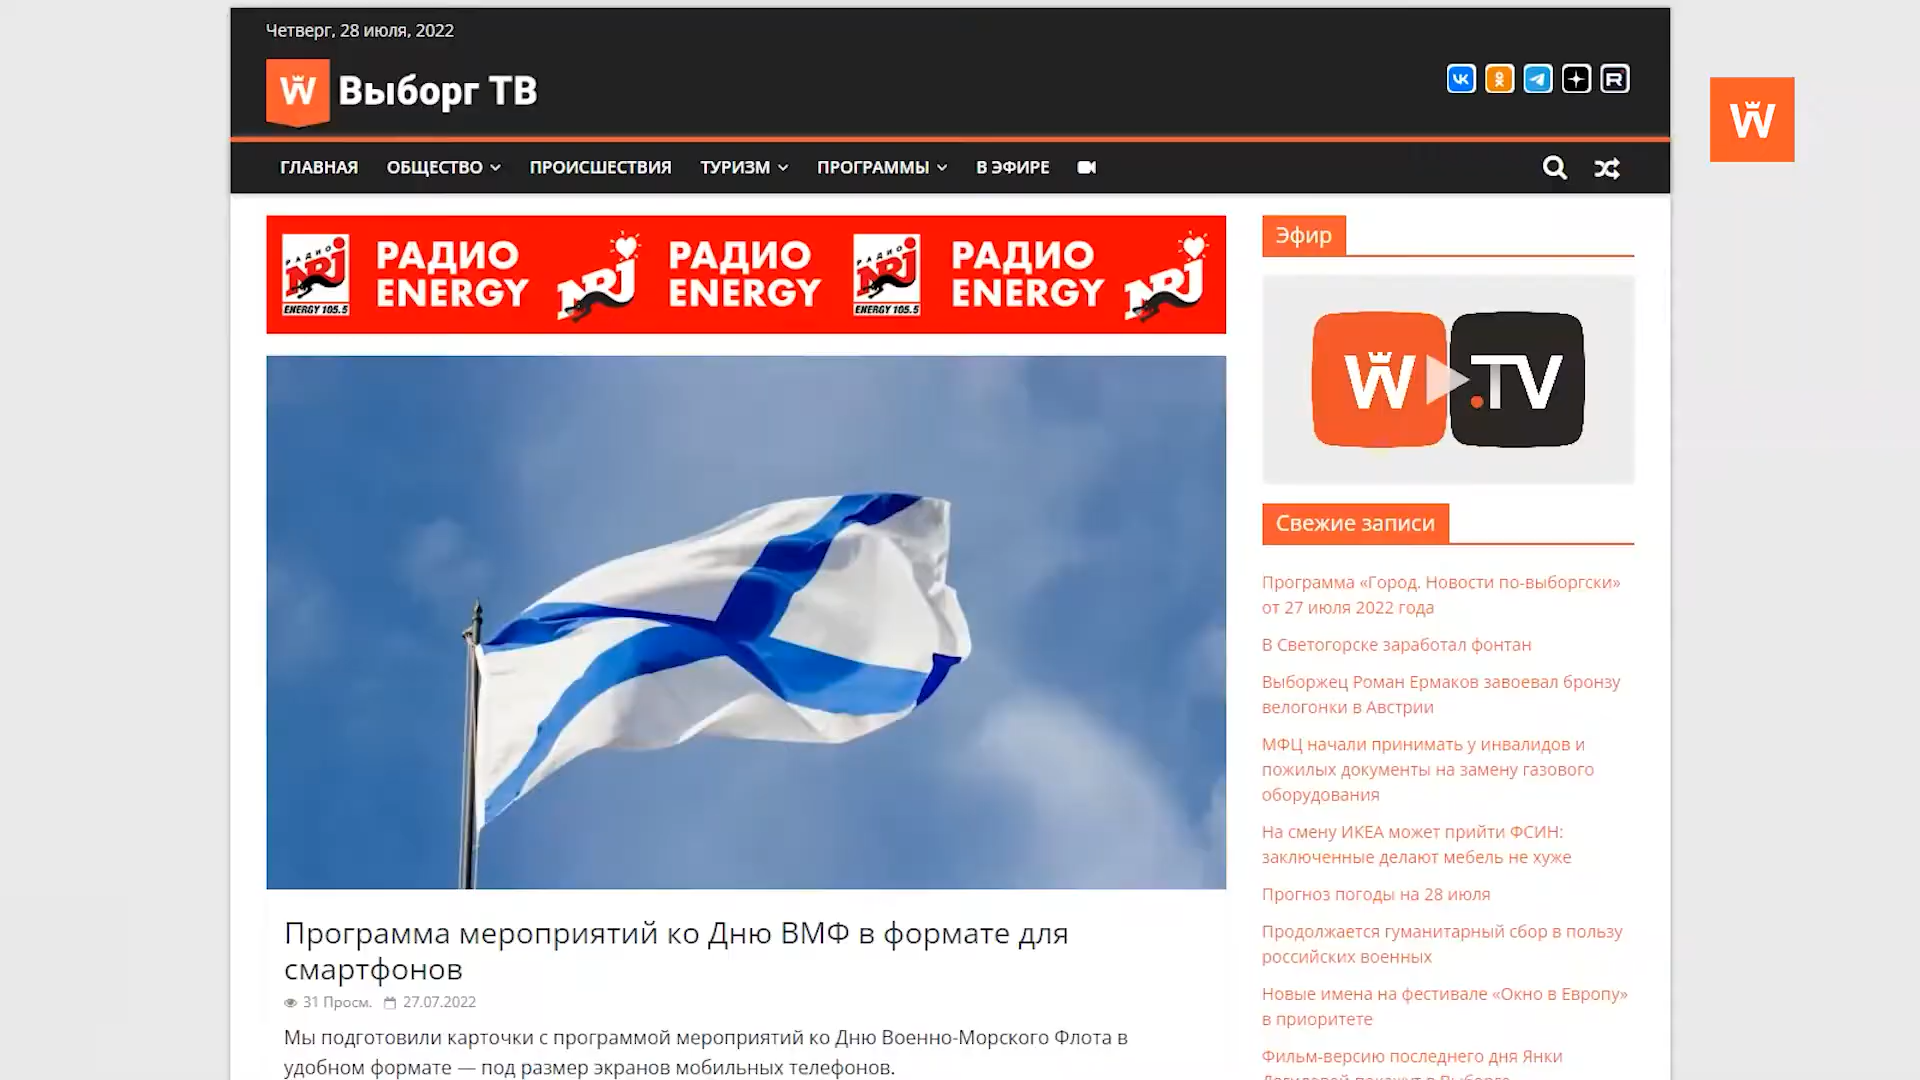 Четверг, 28 июля, 2022
W
Выборг ТВ
W
ГЛАВНАЯ ОБЩЕСТВО ПРОИСШЕСТВИЯ ТУРИЗМ ПРОГРАММЫ В ЭФИРЕ
РАДИО NRJ ENERGY 105.5 РАДИО ENERGY NRJ РАДИО ENERGY РАДИО NRJ ENERGY 105.5 РАДИО ENERGY NRJ
Эфир
W .TV
Свежие записи
Программа «Город. Новости по-выборгски»
от 27 июля 2022 года
В Светогорске заработал фонтан
Выборжец Роман Ермаков завоевал бронзу
велогонки в Австрии
МФЦ начали принимать у инвалидов и
пожилых документы на замену газового
оборудования
На смену ИКЕА может прийти ФСИН:
заключенные делают мебель не хуже
Прогноз погоды на 28 июля
Продолжается гуманитарный сбор в пользу
российских военных
Новые имена на фестивале «Окно в Европу»
в приоритете
Фильм-версию последнего дня Янки
Программа мероприятий ко Дню ВМФ в формате для
смартфонов
31 Просм. 27.07.2022
Мы подготовили карточки с программой мероприятий ко Дню Военно-Морского Флота в
удобном формате — под размер экранов мобильных телефонов.